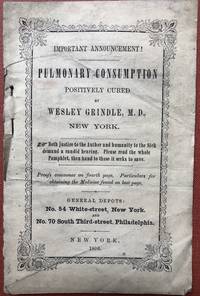 IMPORTANT ANNOUNCEMENT!
PULMONARY CONSUMPTION
POSITIVELY CURED
BY
WESLEY GRINDLE, M. D.,
NEW YORK.
Both justice to the Author and humanity to the Sick
demand a candid hearing. Please read the whole
Pamphlet, then hand to those it seeks to save.
Proofs commence on fourth page. Particulars for
obtaining the Medicine found on last page.
GENERAL DEPOTS:
No. 54 White-street, New York.
AND
No. 70 South Third-street, Philadelphia.
NEW YORK,